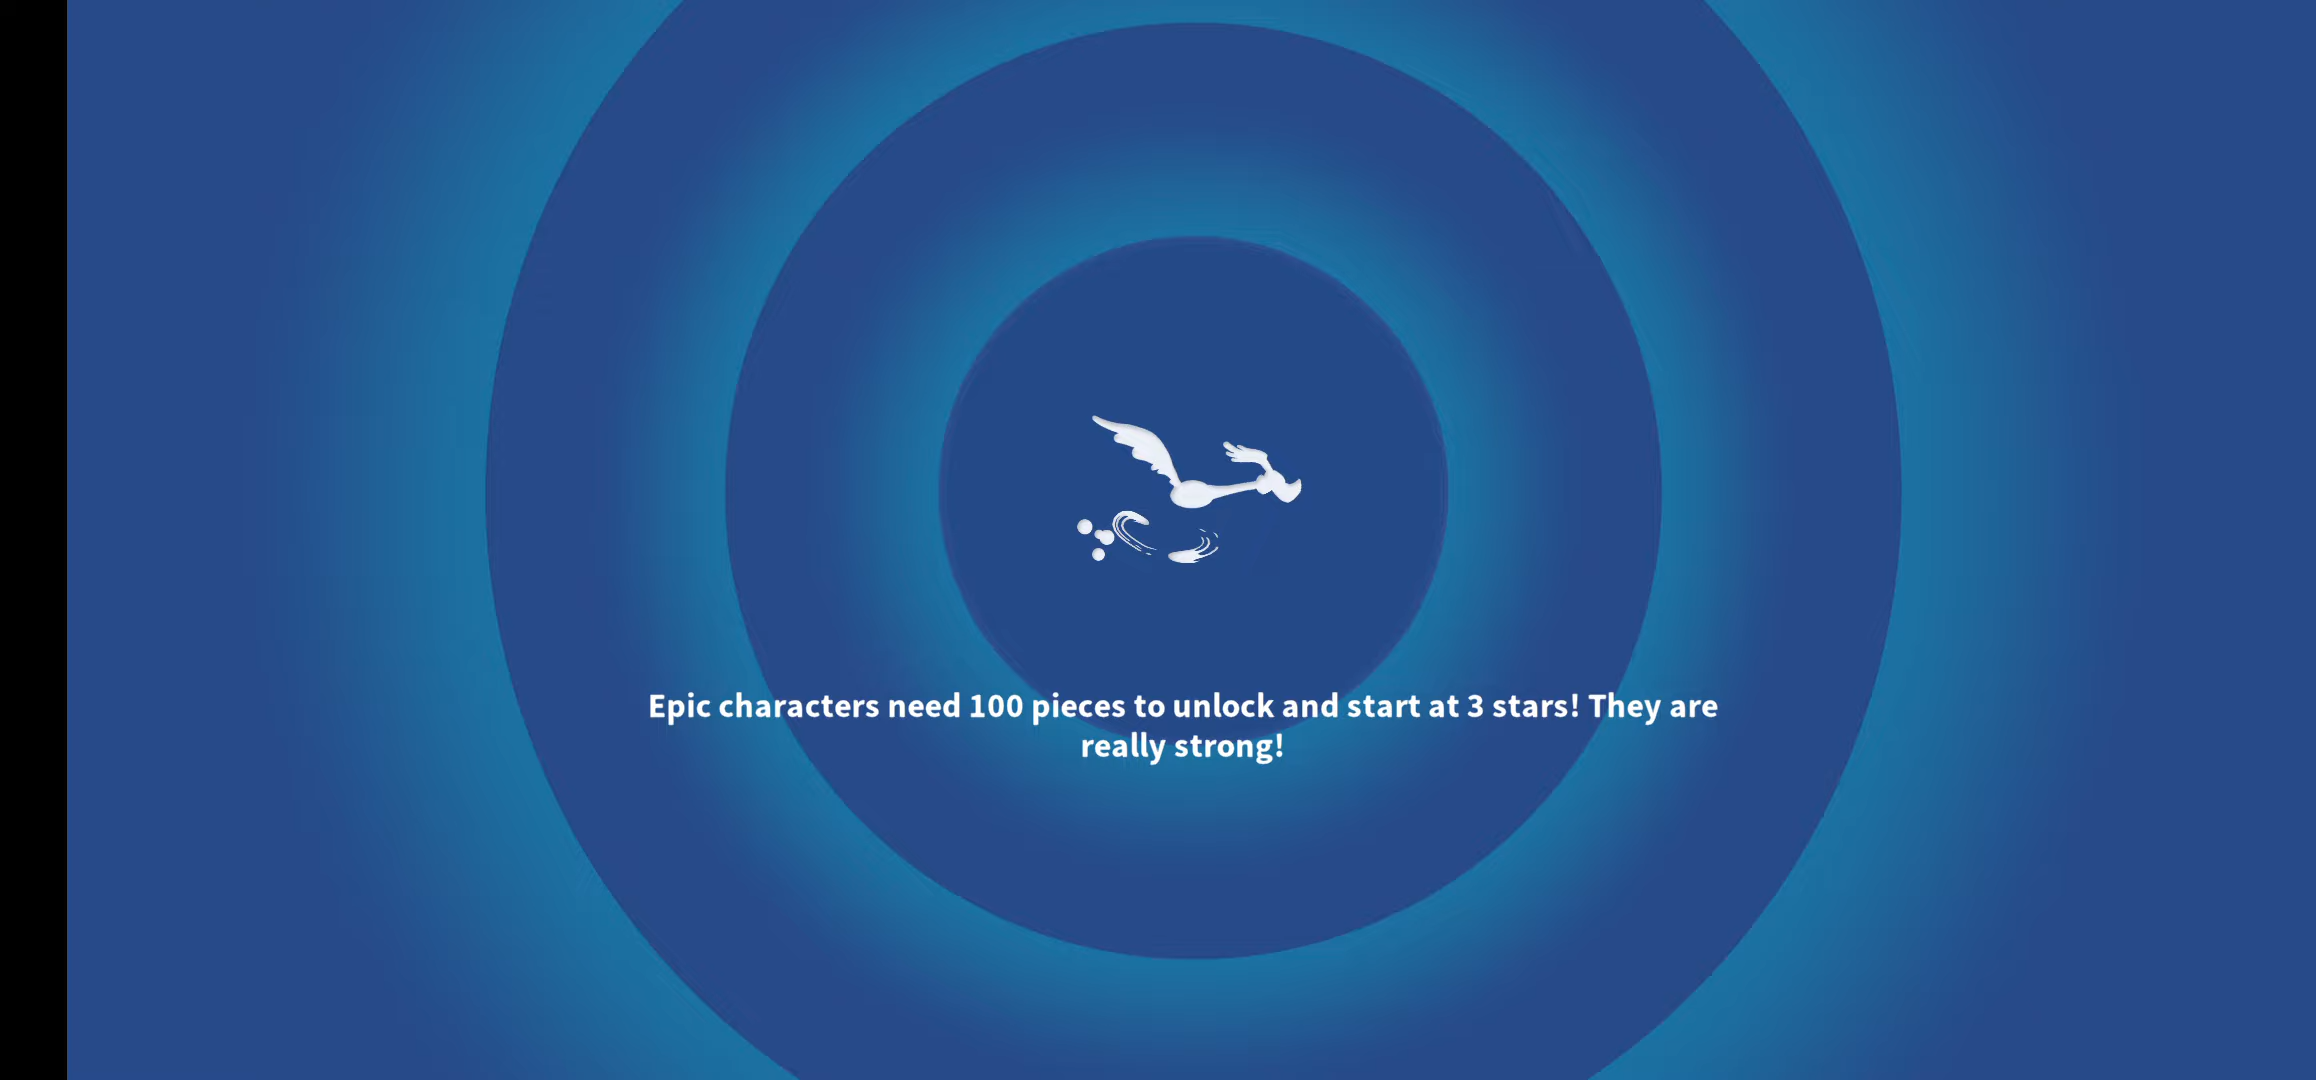 Epic characters need 100 pieces to unlock and start at 3 stars! They are
really strong!